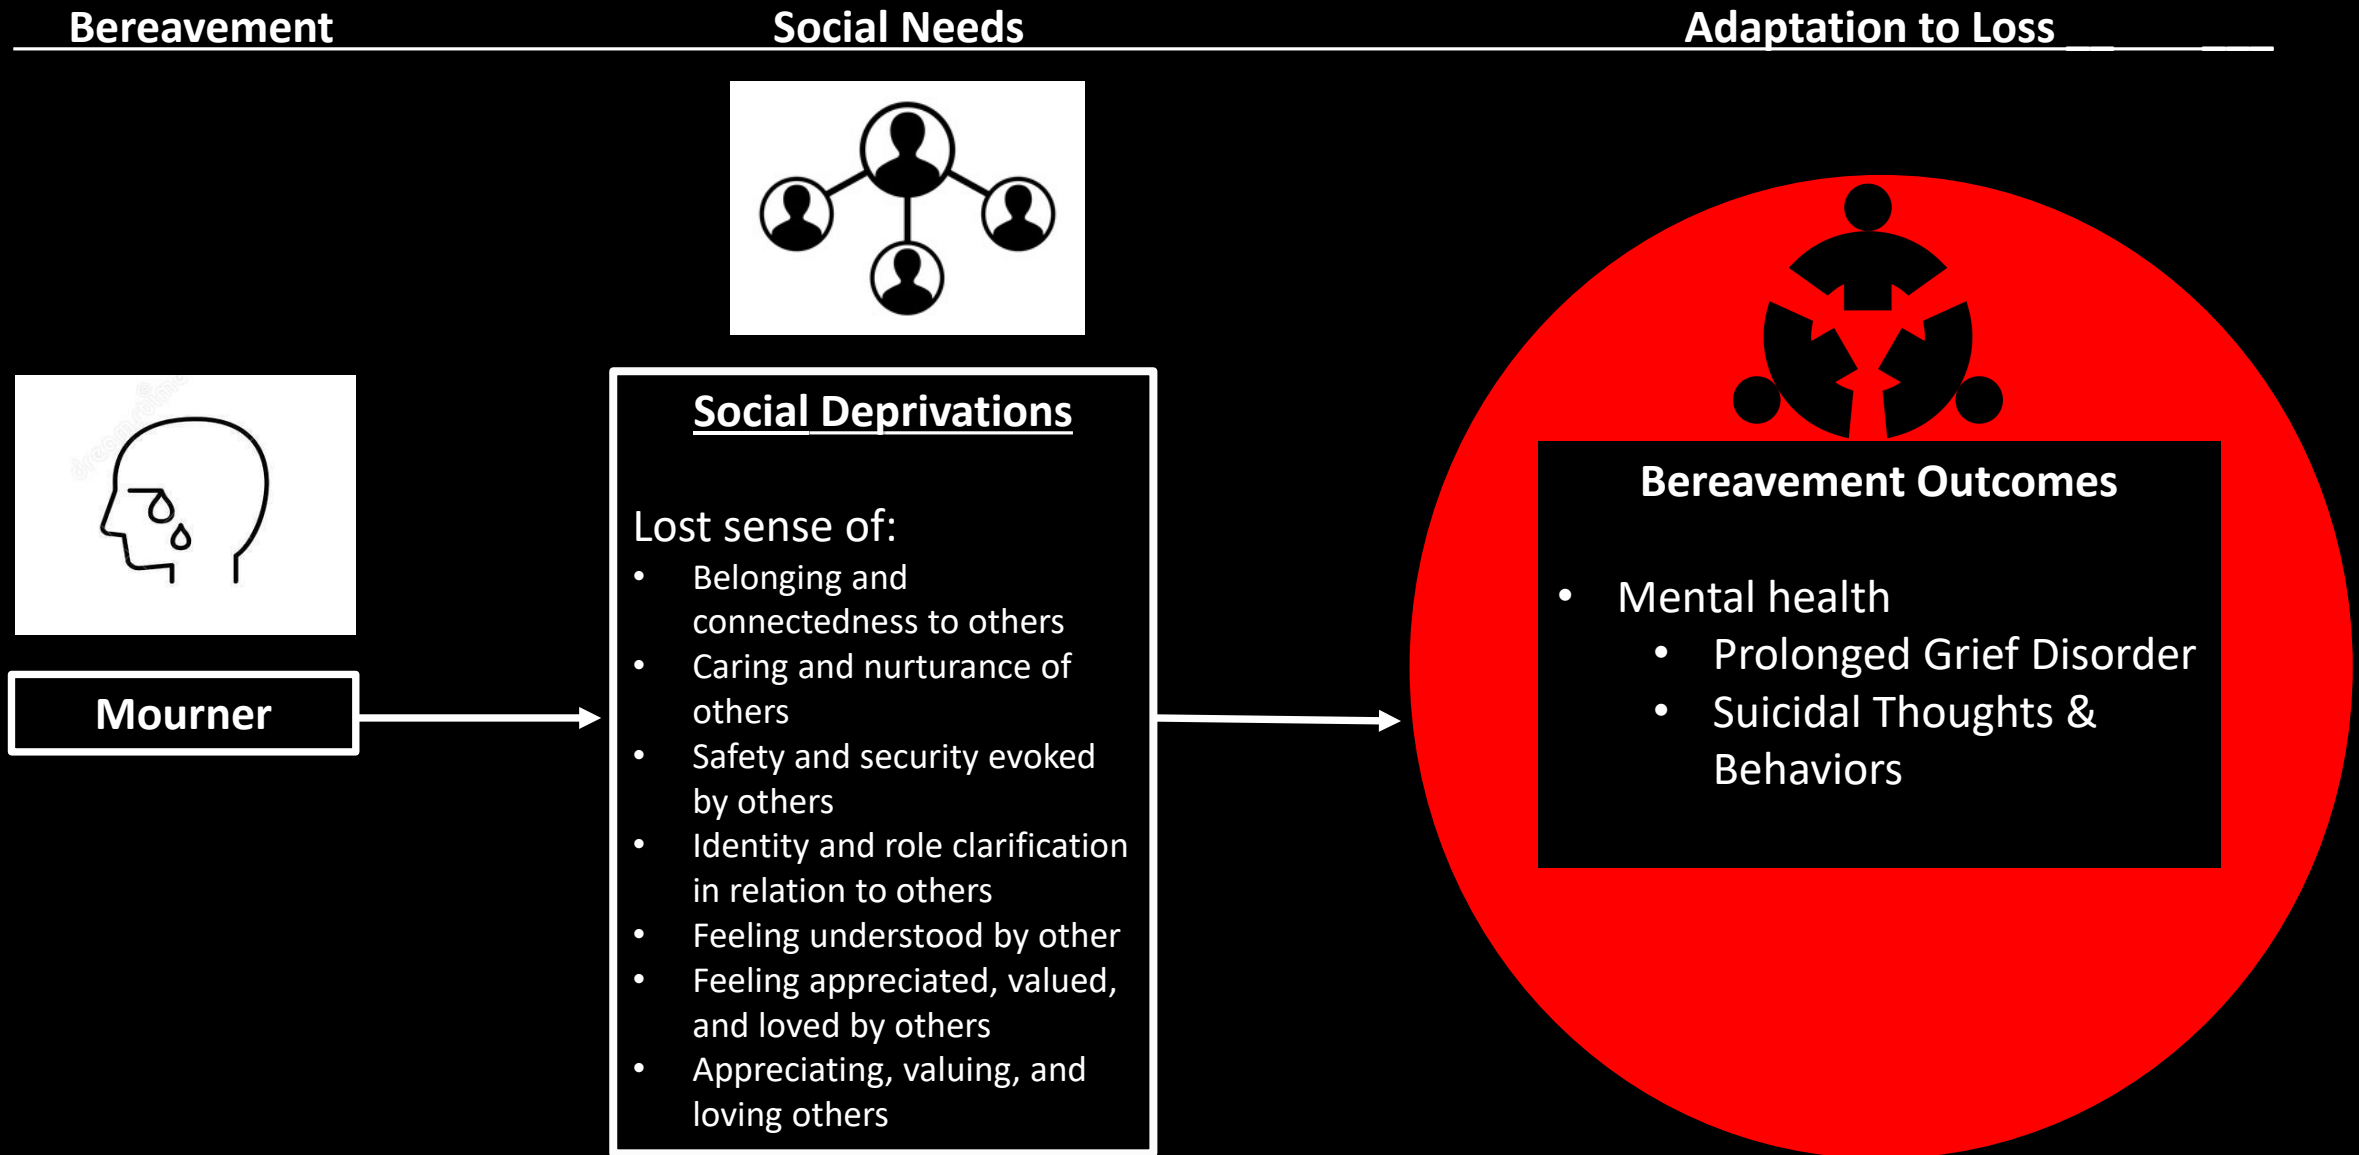 Bereavement
Social Needs
Adaptation to Loss
Social Deprivations
Lost sense of:
• Belonging and
connectedness to others
• Caring and nurturance of
others
• Safety and security evoked
by others
• Identity and role clarification
in relation to others
• Feeling understood by other
• Feeling appreciated, valued,
and loved by others
• Appreciating, valuing, and
loving others
Mourner
Bereavement Outcomes
• Mental health
• Prolonged Grief Disorder
• Suicidal Thoughts &
Behaviors